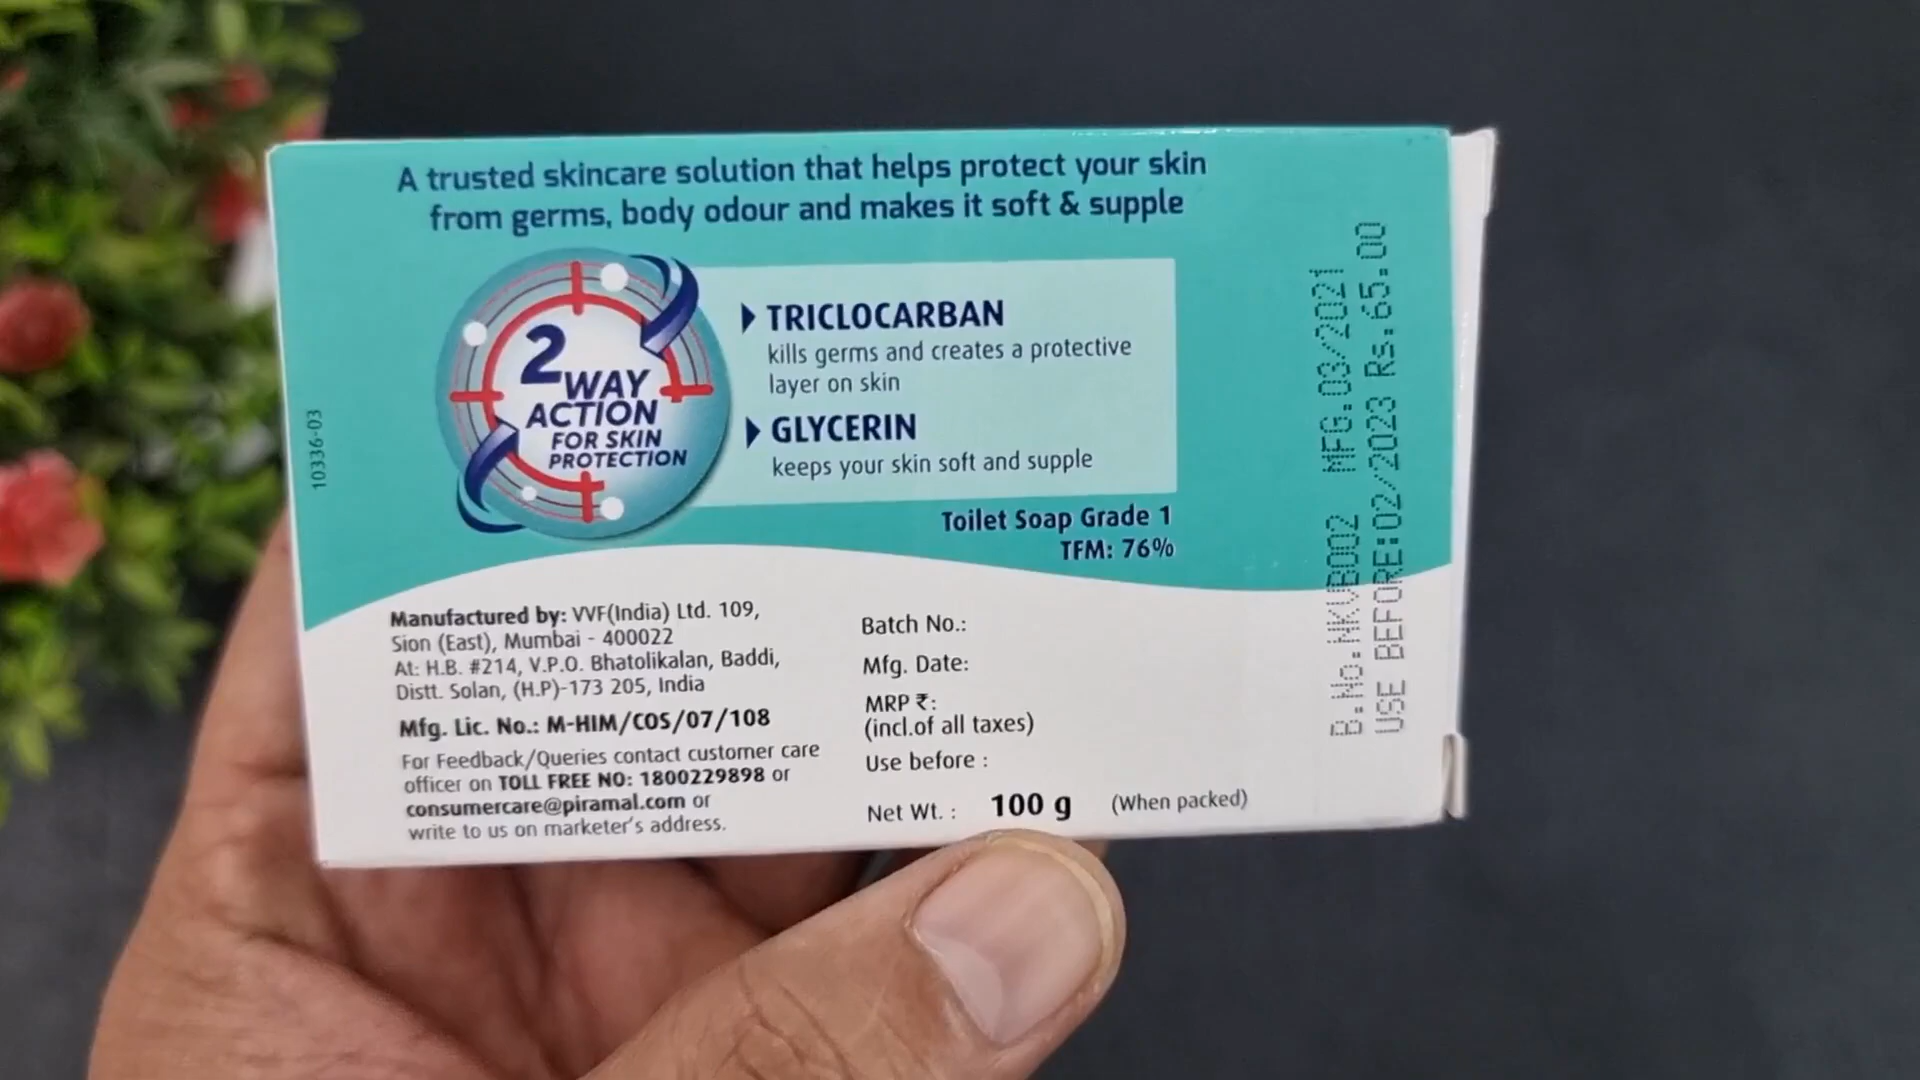 A trusted skincare solution that helps protect your skin
from germs, body odour and makes it soft & supple
2
WAY
ACTION
FOR SKIN
PROTECTION
TRICLOCARBAN
kills germs and creates a protective
layer on skin
GLYCERIN
keeps your skin soft and supple
Toilet Soap Grade 1
TFM: 76%
10336-03
Manufactured by: VVF(India) Ltd. 109,
Sion (East), Mumbai - 400022
At: H.B. #214, V.P.O. Bhatolikalan, Baddi,
Distt. Solan, (H.P)-173 205, India
Mfg. Lic. No.: M-HIM/COS/07/108
For Feedback/Queries contact customer care
officer on TOLL FREE NO: 1800229898 or
consumercare@piramal.com or
write to us on marketer's address.
Batch No.:
Mfg. Date:
MRP ₹:
(incl.of all taxes)
Use before :
Net Wt. : 100 g (When packed)
B.No. MFG.03/2021
USE BEFORE:02/2023 Rs.65.00